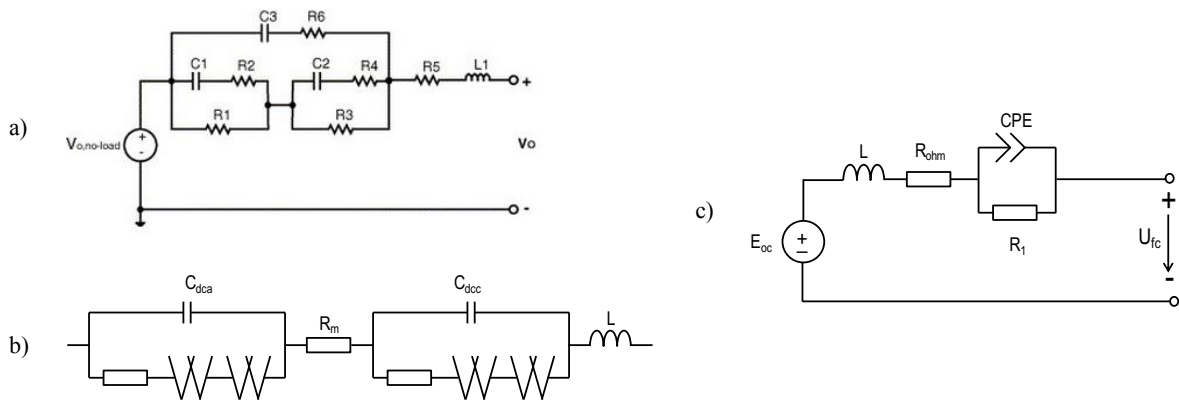 a)
C3 R6
C1 R2 C2 R4 R5 L1 +
R1 R3
Vo,no-load + - Vo
-
b)
Cdca Rm Cdcc L
W W W W
c)
CPE
L Rohm
Eoc + − R1 + Ufc -